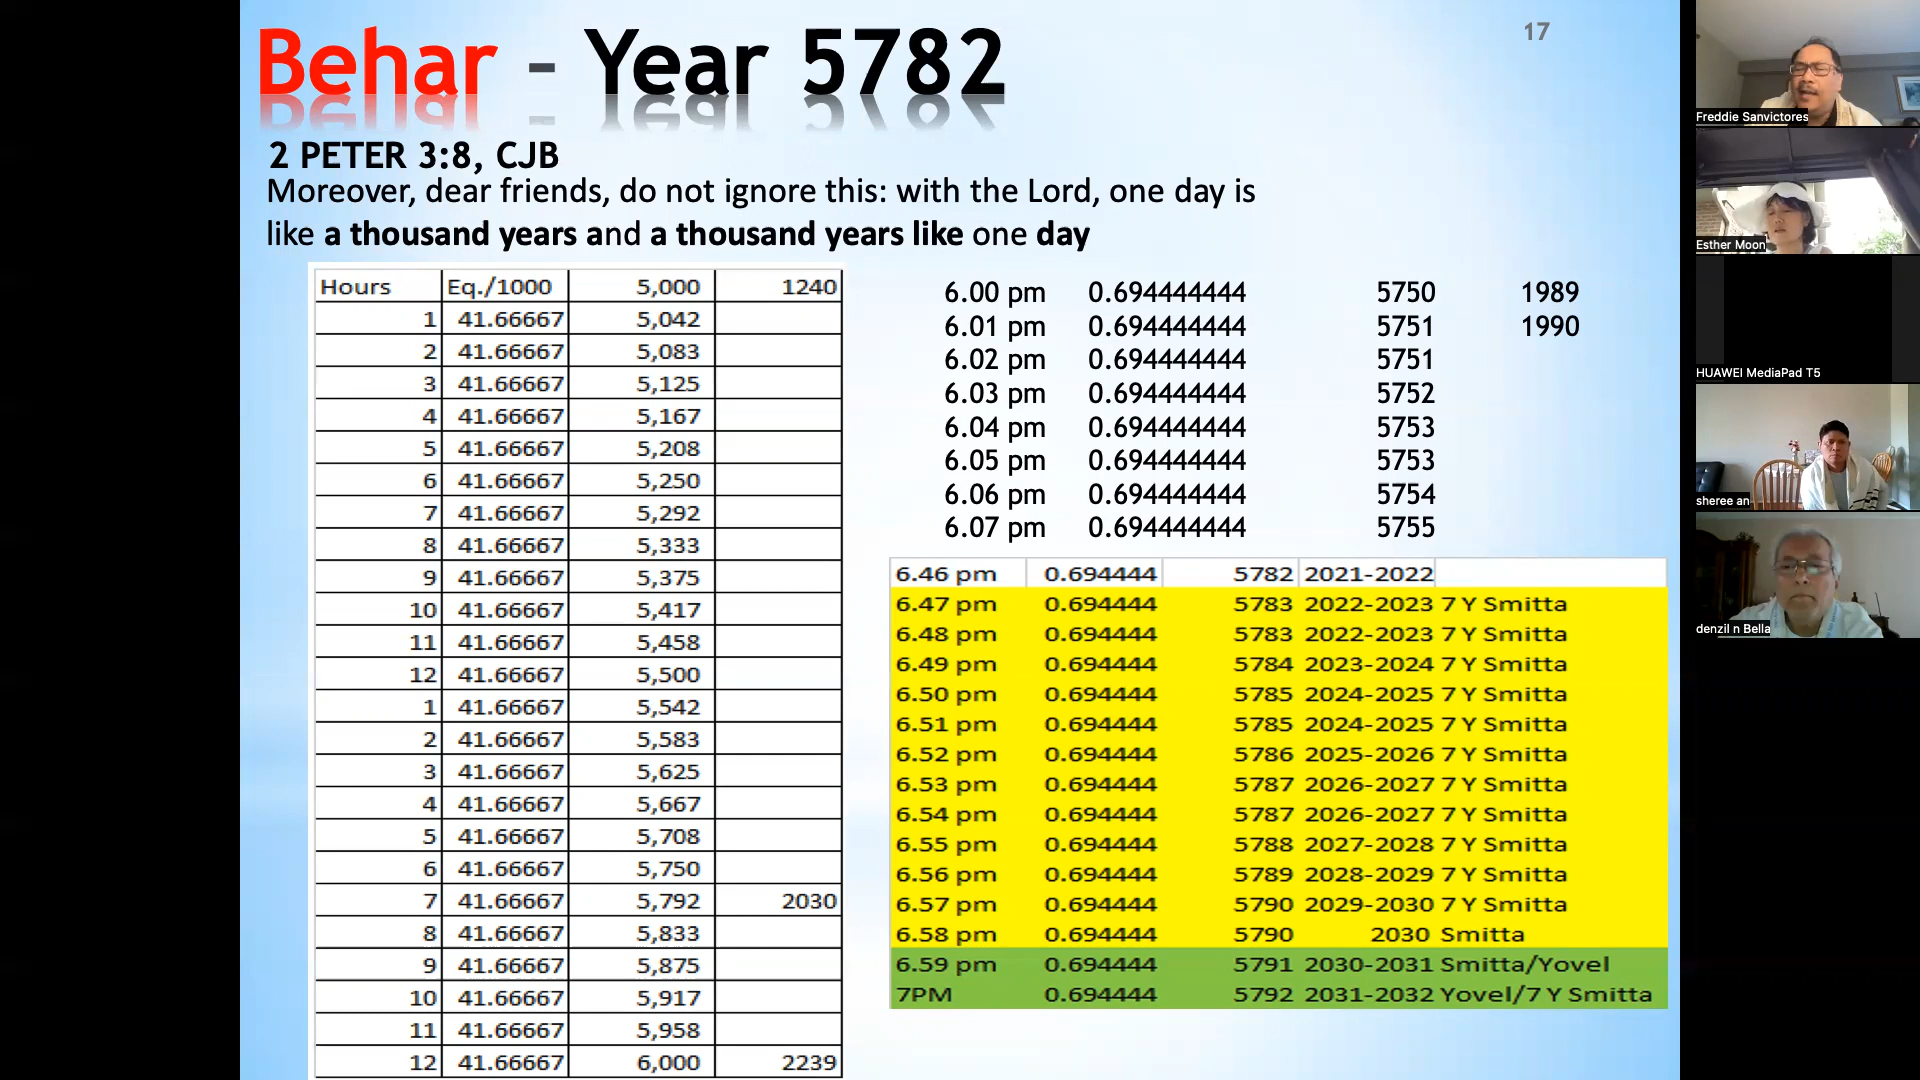 Behar - Year 5782
17
2 PETER 3:8, CJB
Moreover, dear friends, do not ignore this: with the Lord, one day is
like a thousand years and a thousand years like one day
Hours Eq./1000 5,000 1240
1 41.66667 5,042
2 41.66667 5,083
3 41.66667 5,125
4 41.66667 5,167
5 41.66667 5,208
6 41.66667 5,250
7 41.66667 5,292
8 41.66667 5,333
9 41.66667 5,375
10 41.66667 5,417
11 41.66667 5,458
12 41.66667 5,500
1 41.66667 5,542
2 41.66667 5,583
3 41.66667 5,625
4 41.66667 5,667
5 41.66667 5,708
6 41.66667 5,750
7 41.66667 5,792 2030
8 41.66667 5,833
9 41.66667 5,875
10 41.66667 5,917
11 41.66667 5,958
12 41.66667 6,000 2239
6.00 pm 0.694444444 5750 1989
6.01 pm 0.694444444 5751 1990
6.02 pm 0.694444444 5751
6.03 pm 0.694444444 5752
6.04 pm 0.694444444 5753
6.05 pm 0.694444444 5753
6.06 pm 0.694444444 5754
6.07 pm 0.694444444 5755
6.46 pm 0.694444 5782 2021-2022
6.47 pm 0.694444 5783 2022-2023 7 Y Smitta
6.48 pm 0.694444 5783 2022-2023 7 Y Smitta
6.49 pm 0.694444 5784 2023-2024 7 Y Smitta
6.50 pm 0.694444 5785 2024-2025 7 Y Smitta
6.51 pm 0.694444 5785 2024-2025 7 Y Smitta
6.52 pm 0.694444 5786 2025-2026 7 Y Smitta
6.53 pm 0.694444 5787 2026-2027 7 Y Smitta
6.54 pm 0.694444 5787 2026-2027 7 Y Smitta
6.55 pm 0.694444 5788 2027-2028 7 Y Smitta
6.56 pm 0.694444 5789 2028-2029 7 Y Smitta
6.57 pm 0.694444 5790 2029-2030 7 Y Smitta
6.58 pm 0.694444 5790 2030 Smitta
6.59 pm 0.694444 5791 2030-2031 Smitta/Yovel
7PM 0.694444 5792 2031-2032 Yovel/7 Y Smitta
Freddie Sanvictores
Esther Moon
HUAWEI MediaPad T5
sheree an
denzil n Bella